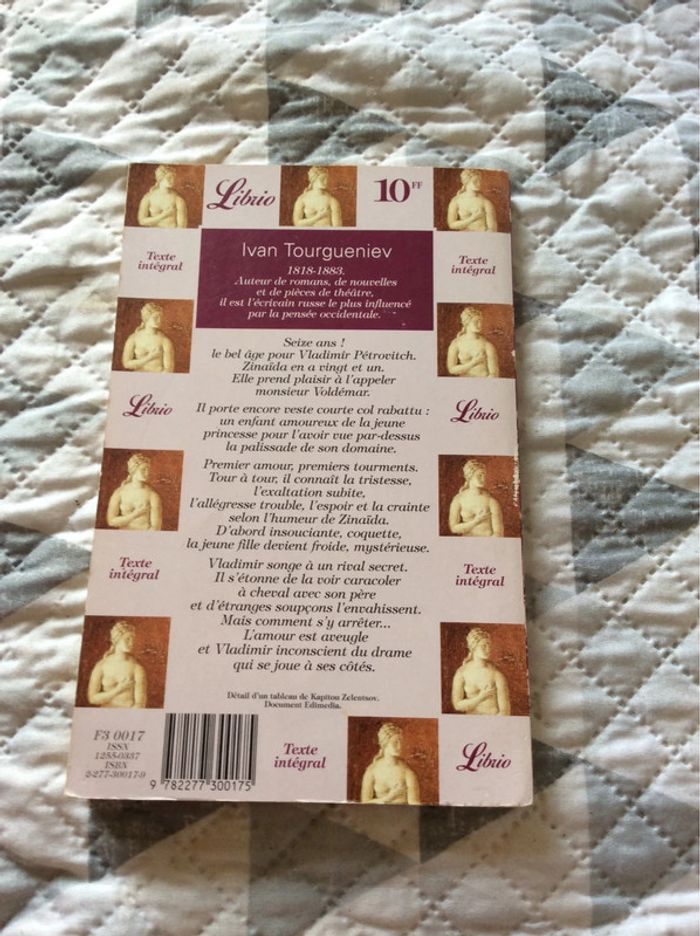 Librio
10FF
Texte
intégral
Texte
intégral
Ivan Tourgueniev
1818-1883.
Auteur de romans, de nouvelles
et de pièces de théâtre,
il est l'écrivain russe le plus influencé
par la pensée occidentale.
Seize ans !
le bel âge pour Vladimir Pétrovitch.
Zinaïda en a vingt et un.
Elle prend plaisir à l'appeler
monsieur Voldémar.
Librio
Librio
Il porte encore veste courte col rabattu :
un enfant amoureux de la jeune
princesse pour l'avoir vue par-dessus
la palissade de son domaine.
Premier amour, premiers tourments.
Tour à tour, il connaît la tristesse,
l'exaltation subite,
l'allégresse trouble, l'espoir et la crainte
selon l'humeur de Zinaïda.
D'abord insouciante, coquette,
la jeune fille devient froide, mystérieuse.
Texte
intégral
Texte
intégral
Vladimir songe à un rival secret.
Il s'étonne de la voir caracoler
à cheval avec son père
et d'étranges soupçons l'envahissent.
Mais comment s'y arrêter...
L'amour est aveugle
et Vladimir inconscient du drame
qui se joue à ses côtés.
Détail d'un tableau de Kapitou Zelentsov.
Document Edimedia.
F3 0017
ISSN
1255-0337
ISBN
2-277-30017-9
9 782277 300175
Texte
intégral
Librio